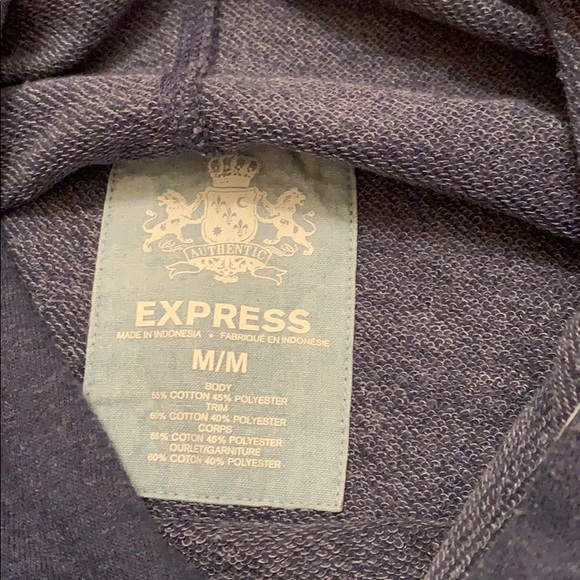 AUTHENTIC
EXPRESS
MADE IN INDONESIA • FABRIQUÉ EN INDONÉSIE
M/M
BODY
55% COTTON 45% POLYESTER
TRIM
60% COTTON 40% POLYESTER
CORPS
55% COTON 45% POLYESTER
OURLET/GARNITURE
60% COTON 40% POLYESTER